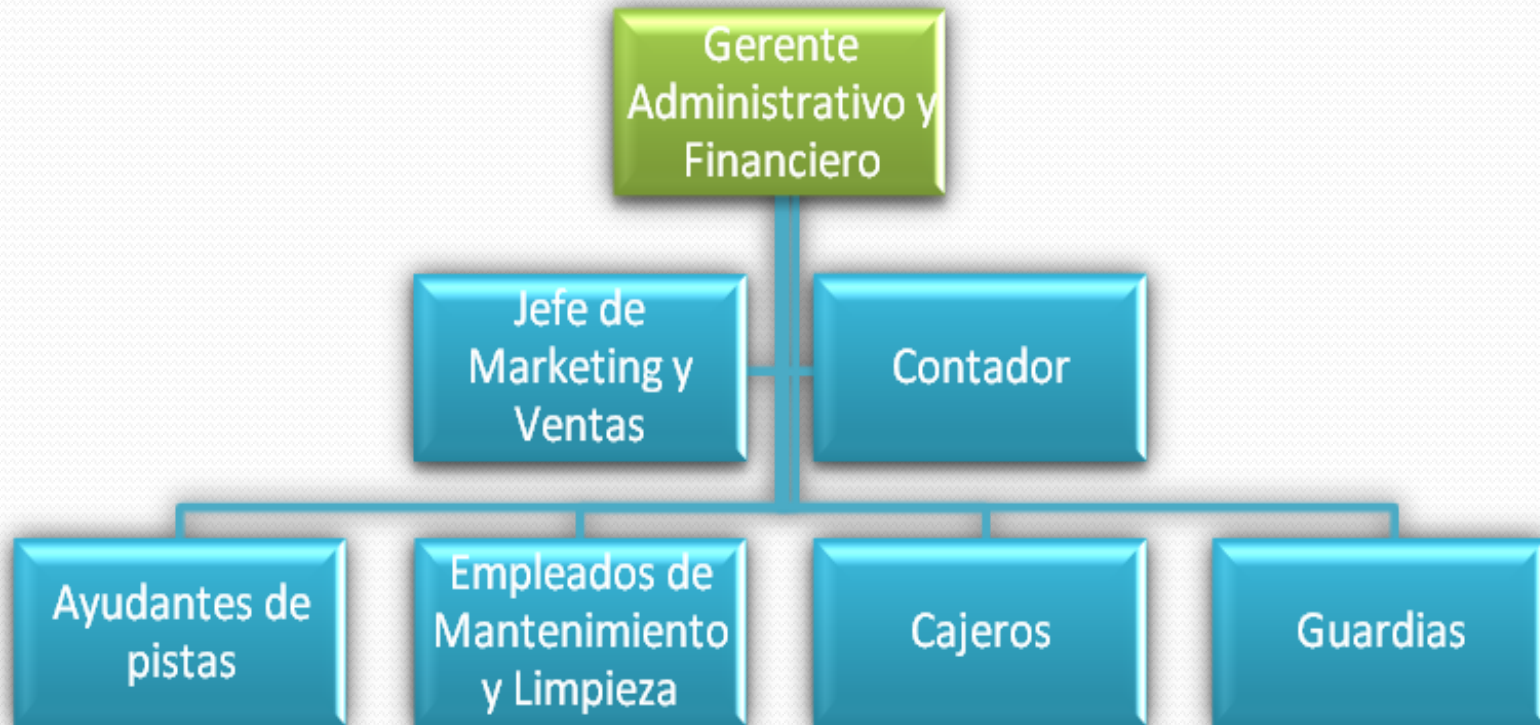 Gerente
Administrativo y
Financiero
Jefe de
Marketing y
Ventas
Contador
Ayudantes de
pistas
Empleados de
Mantenimiento
y Limpieza
Cajeros
Guardias